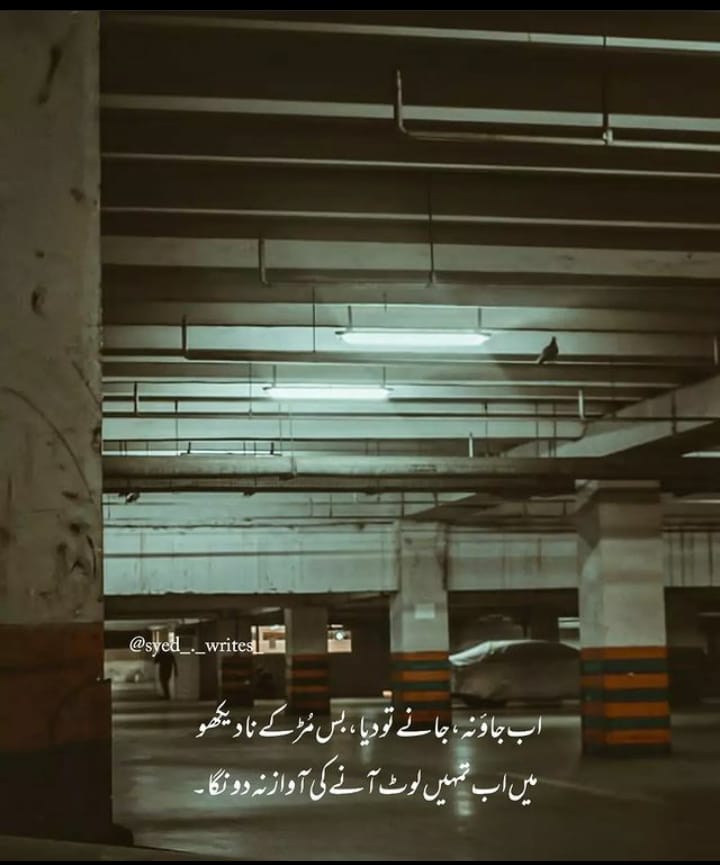 @syed_._writes_
اب جاؤ نہ، جانے تو دیا، بس مُڑ کے نا دیکھو
میں اب تمہیں لوٹ آنے کی آواز نہ دونگا۔